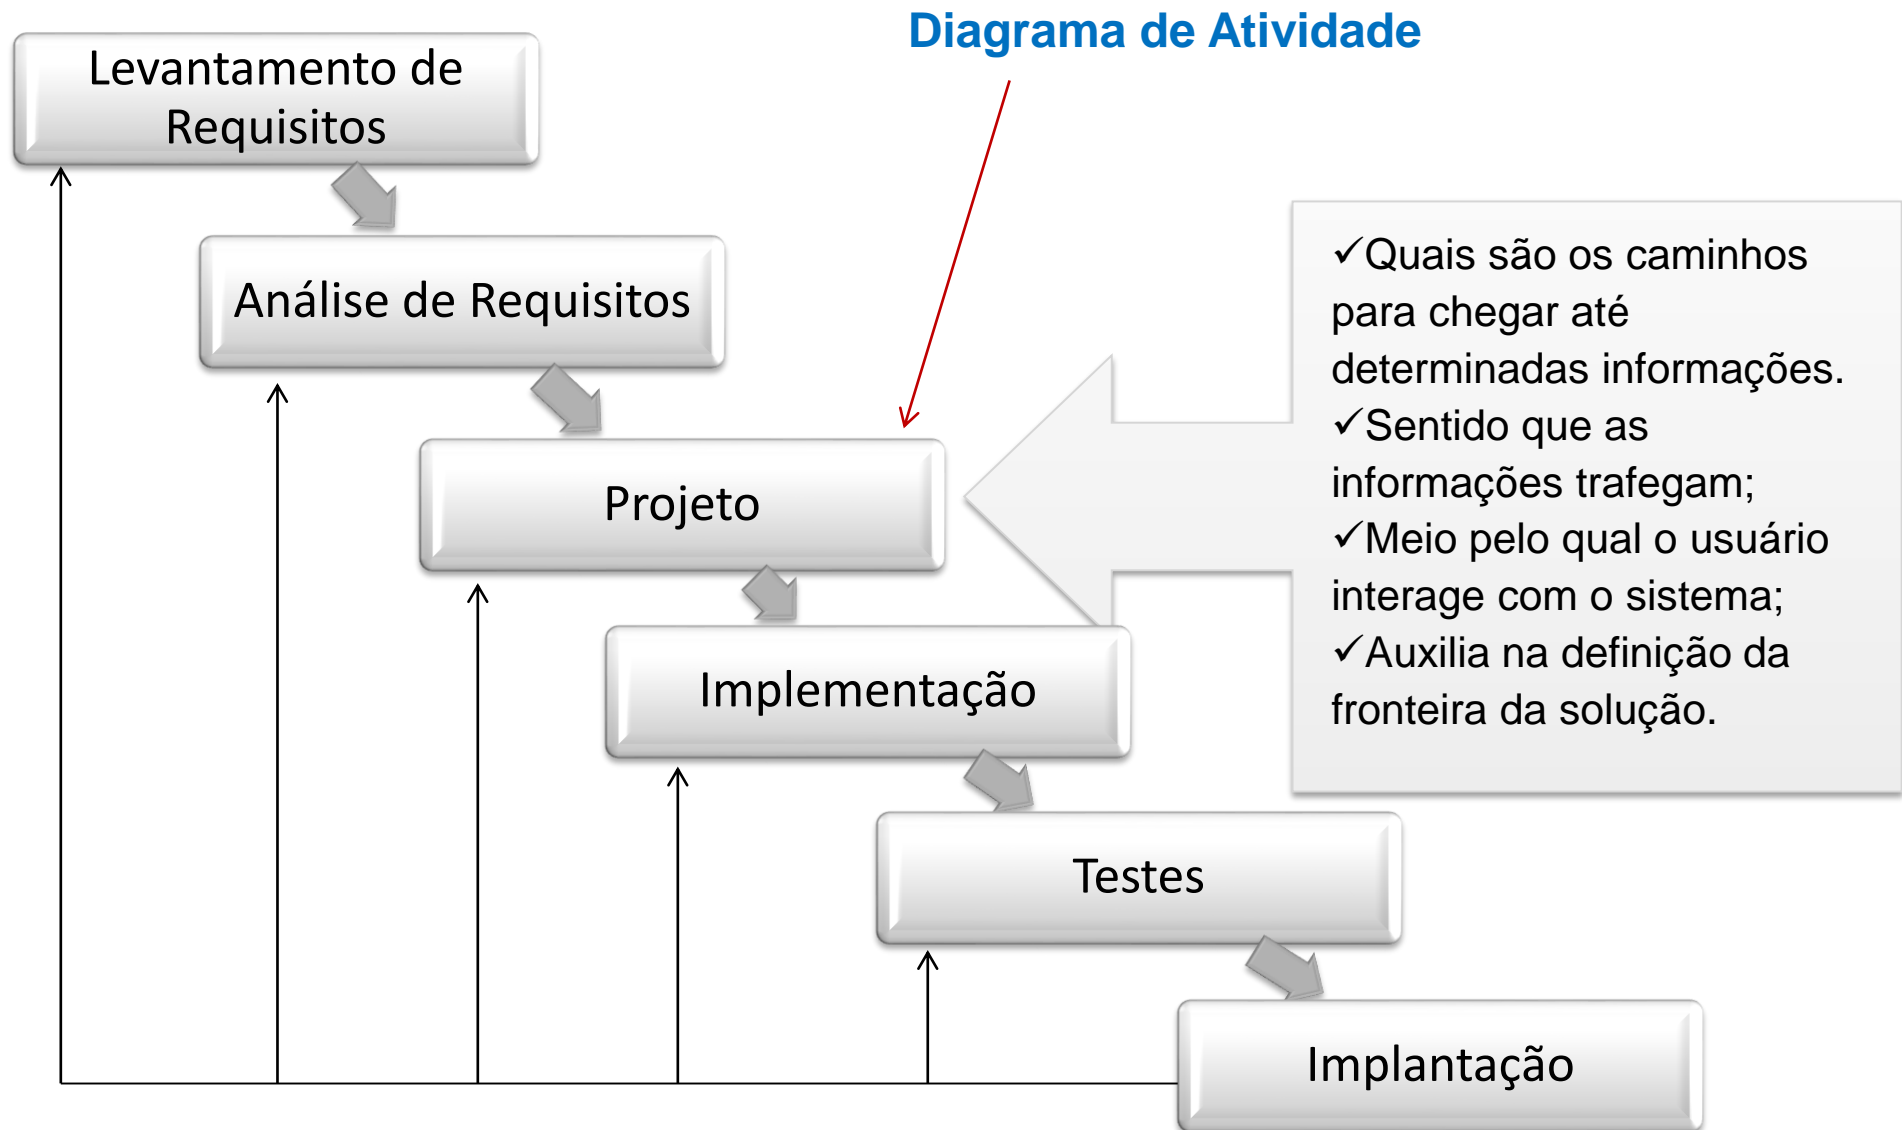 Diagrama de Atividade
Levantamento de
Requisitos
Análise de Requisitos
Projeto
Implementação
Testes
Implantação
✓Quais são os caminhos
para chegar até
determinadas informações.
✓Sentido que as
informações trafegam;
✓Meio pelo qual o usuário
interage com o sistema;
✓Auxilia na definição da
fronteira da solução.